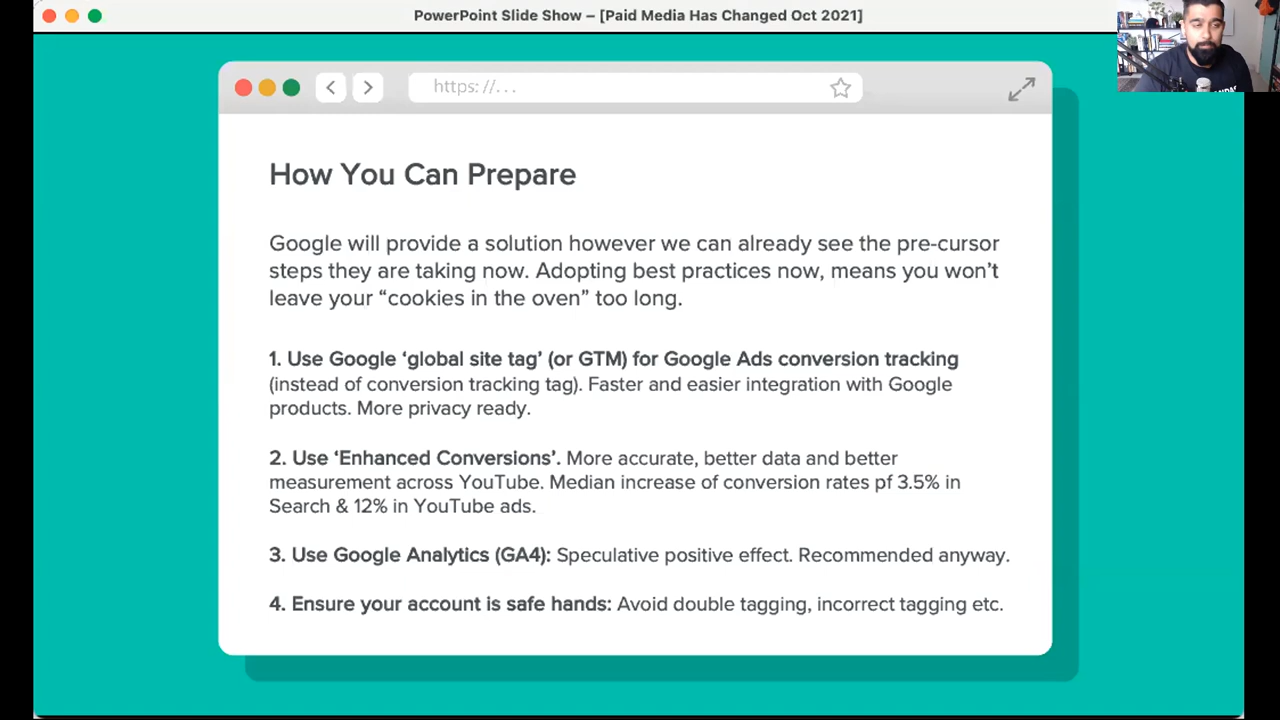 PowerPoint Slide Show – [Paid Media Has Changed Oct 2021]
https: //. . .
How You Can Prepare
Google will provide a solution however we can already see the pre-cursor
steps they are taking now. Adopting best practices now, means you won't
leave your “cookies in the oven” too long.
1. Use Google ‘global site tag’ (or GTM) for Google Ads conversion tracking
(instead of conversion tracking tag). Faster and easier integration with Google
products. More privacy ready.
2. Use ‘Enhanced Conversions’. More accurate, better data and better
measurement across YouTube. Median increase of conversion rates pf 3.5% in
Search & 12% in YouTube ads.
3. Use Google Analytics (GA4): Speculative positive effect. Recommended anyway.
4. Ensure your account is safe hands: Avoid double tagging, incorrect tagging etc.